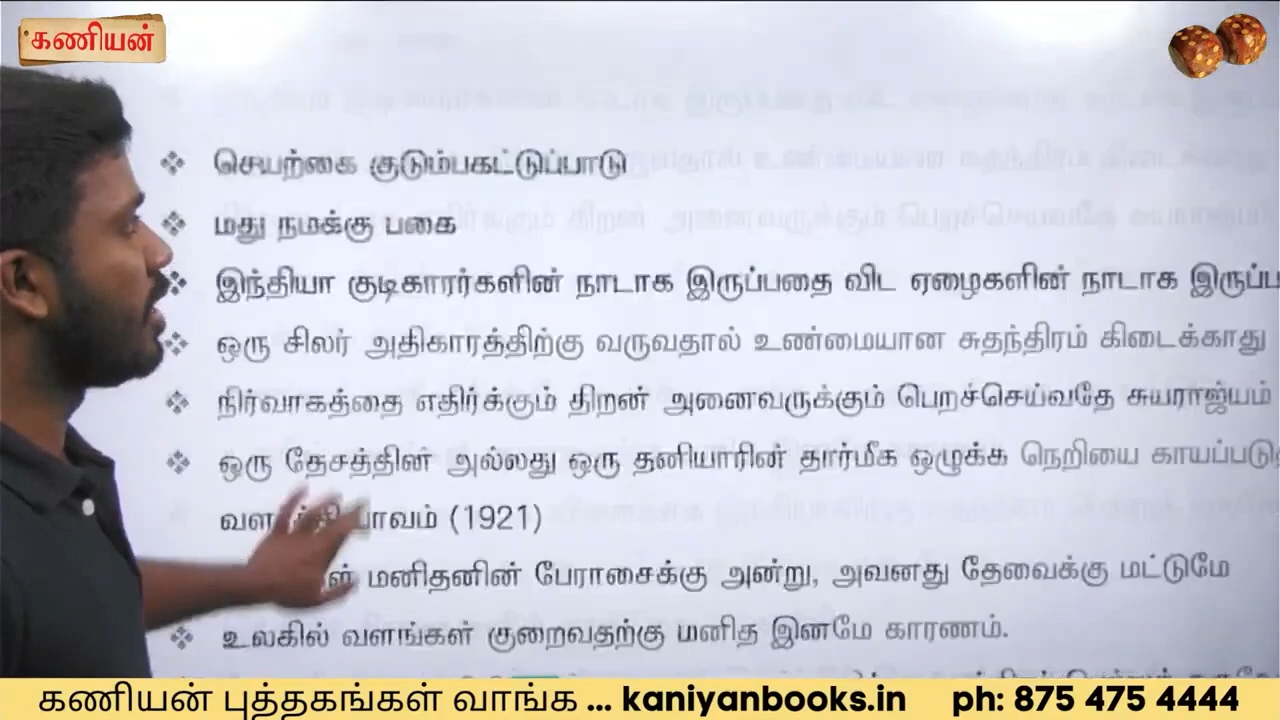 கணியன்
செயற்கை குடும்பகட்டுப்பாடு
மது நமக்கு பகை
இந்தியா குடிகாரர்களின் நாடாக இருப்பதை விட ஏழைகளின் நாடாக இருப்ப
ஒரு சிலர் அதிகாரத்திற்கு வருவதால் உண்மையான சுதந்திரம் கிடைக்காது
நிர்வாகத்தை எதிர்க்கும் திறன் அனைவருக்கும் பெறச்செய்வதே சுயராஜ்யம்
ஒரு தேசத்தின் அல்லது ஒரு தனியாரின் தார்மீக ஒழுக்க நெறியை காயப்படு
(1921)
மனிதனின் பேராசைக்கு அன்று, அவனது தேவைக்கு மட்டுமே
உலகில் வளங்கள் குறைவதற்கு மனித இனமே காரணம்.
கணியன் புத்தகங்கள் வாங்க ... kaniyanbooks.in ph: 875 475 4444